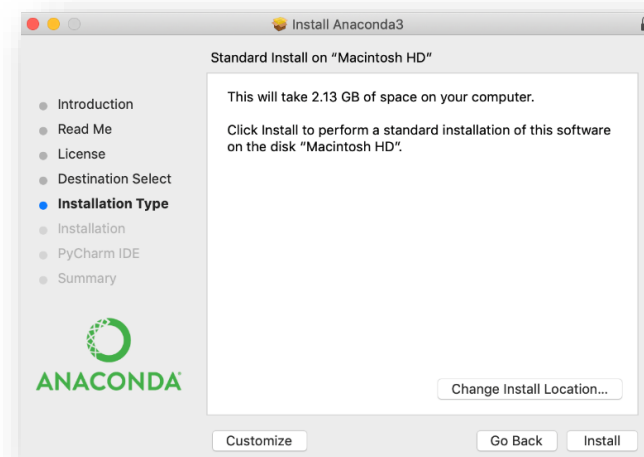 Install Anaconda3
Standard Install on “Macintosh HD”
Introduction
Read Me
License
Destination Select
Installation Type
Installation
PyCharm IDE
Summary
This will take 2.13 GB of space on your computer.
Click Install to perform a standard installation of this software
on the disk “Macintosh HD”.
ANACONDA
Change Install Location...
Customize
Go Back
Install